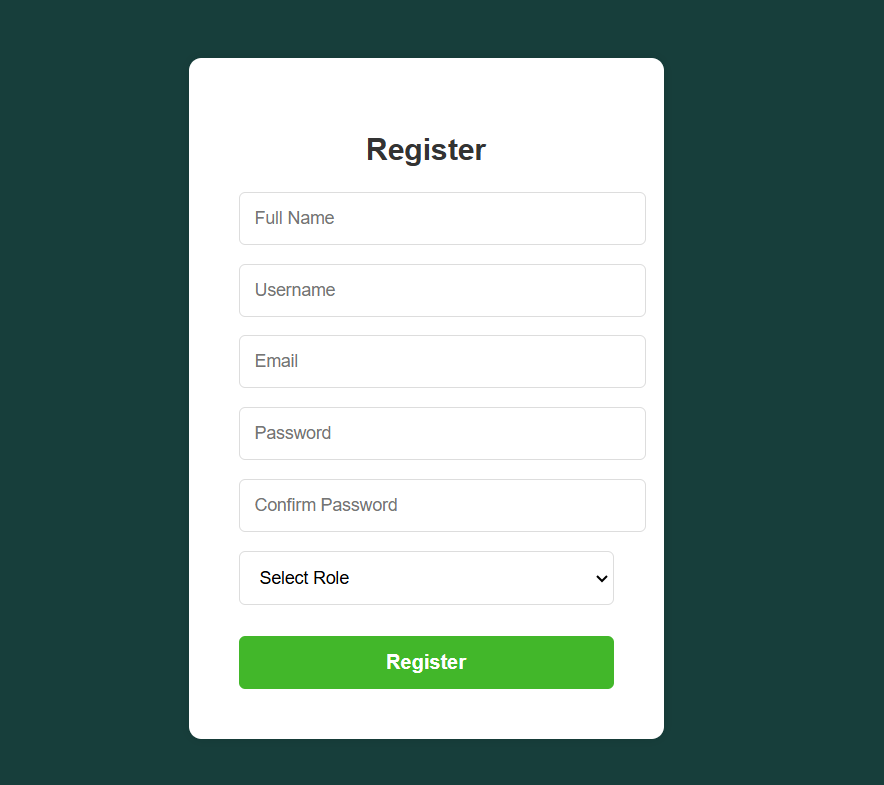 Register
Full Name
Username
Email
Password
Confirm Password
Select Role
Register